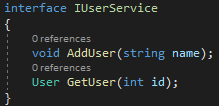 interface IUserService
{
0 references
void AddUser(string name);
0 references
User GetUser(int id);
}